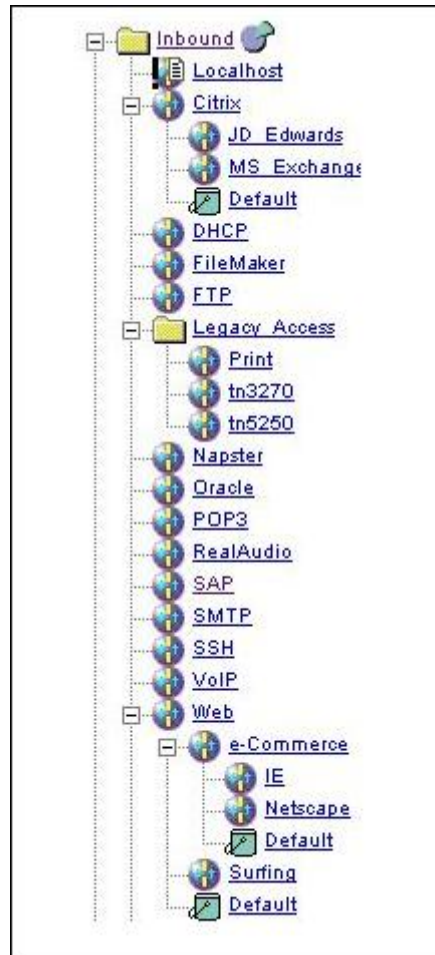 Inbound
Localhost
Citrix
JD_Edwards
MS_Exchange
Default
DHCP
FileMaker
FTP
Legacy_Access
Print
tn3270
tn5250
Napster
Oracle
POP3
RealAudio
SAP
SMTP
SSH
VoIP
Web
e-Commerce
IE
Netscape
Default
Surfing
Default